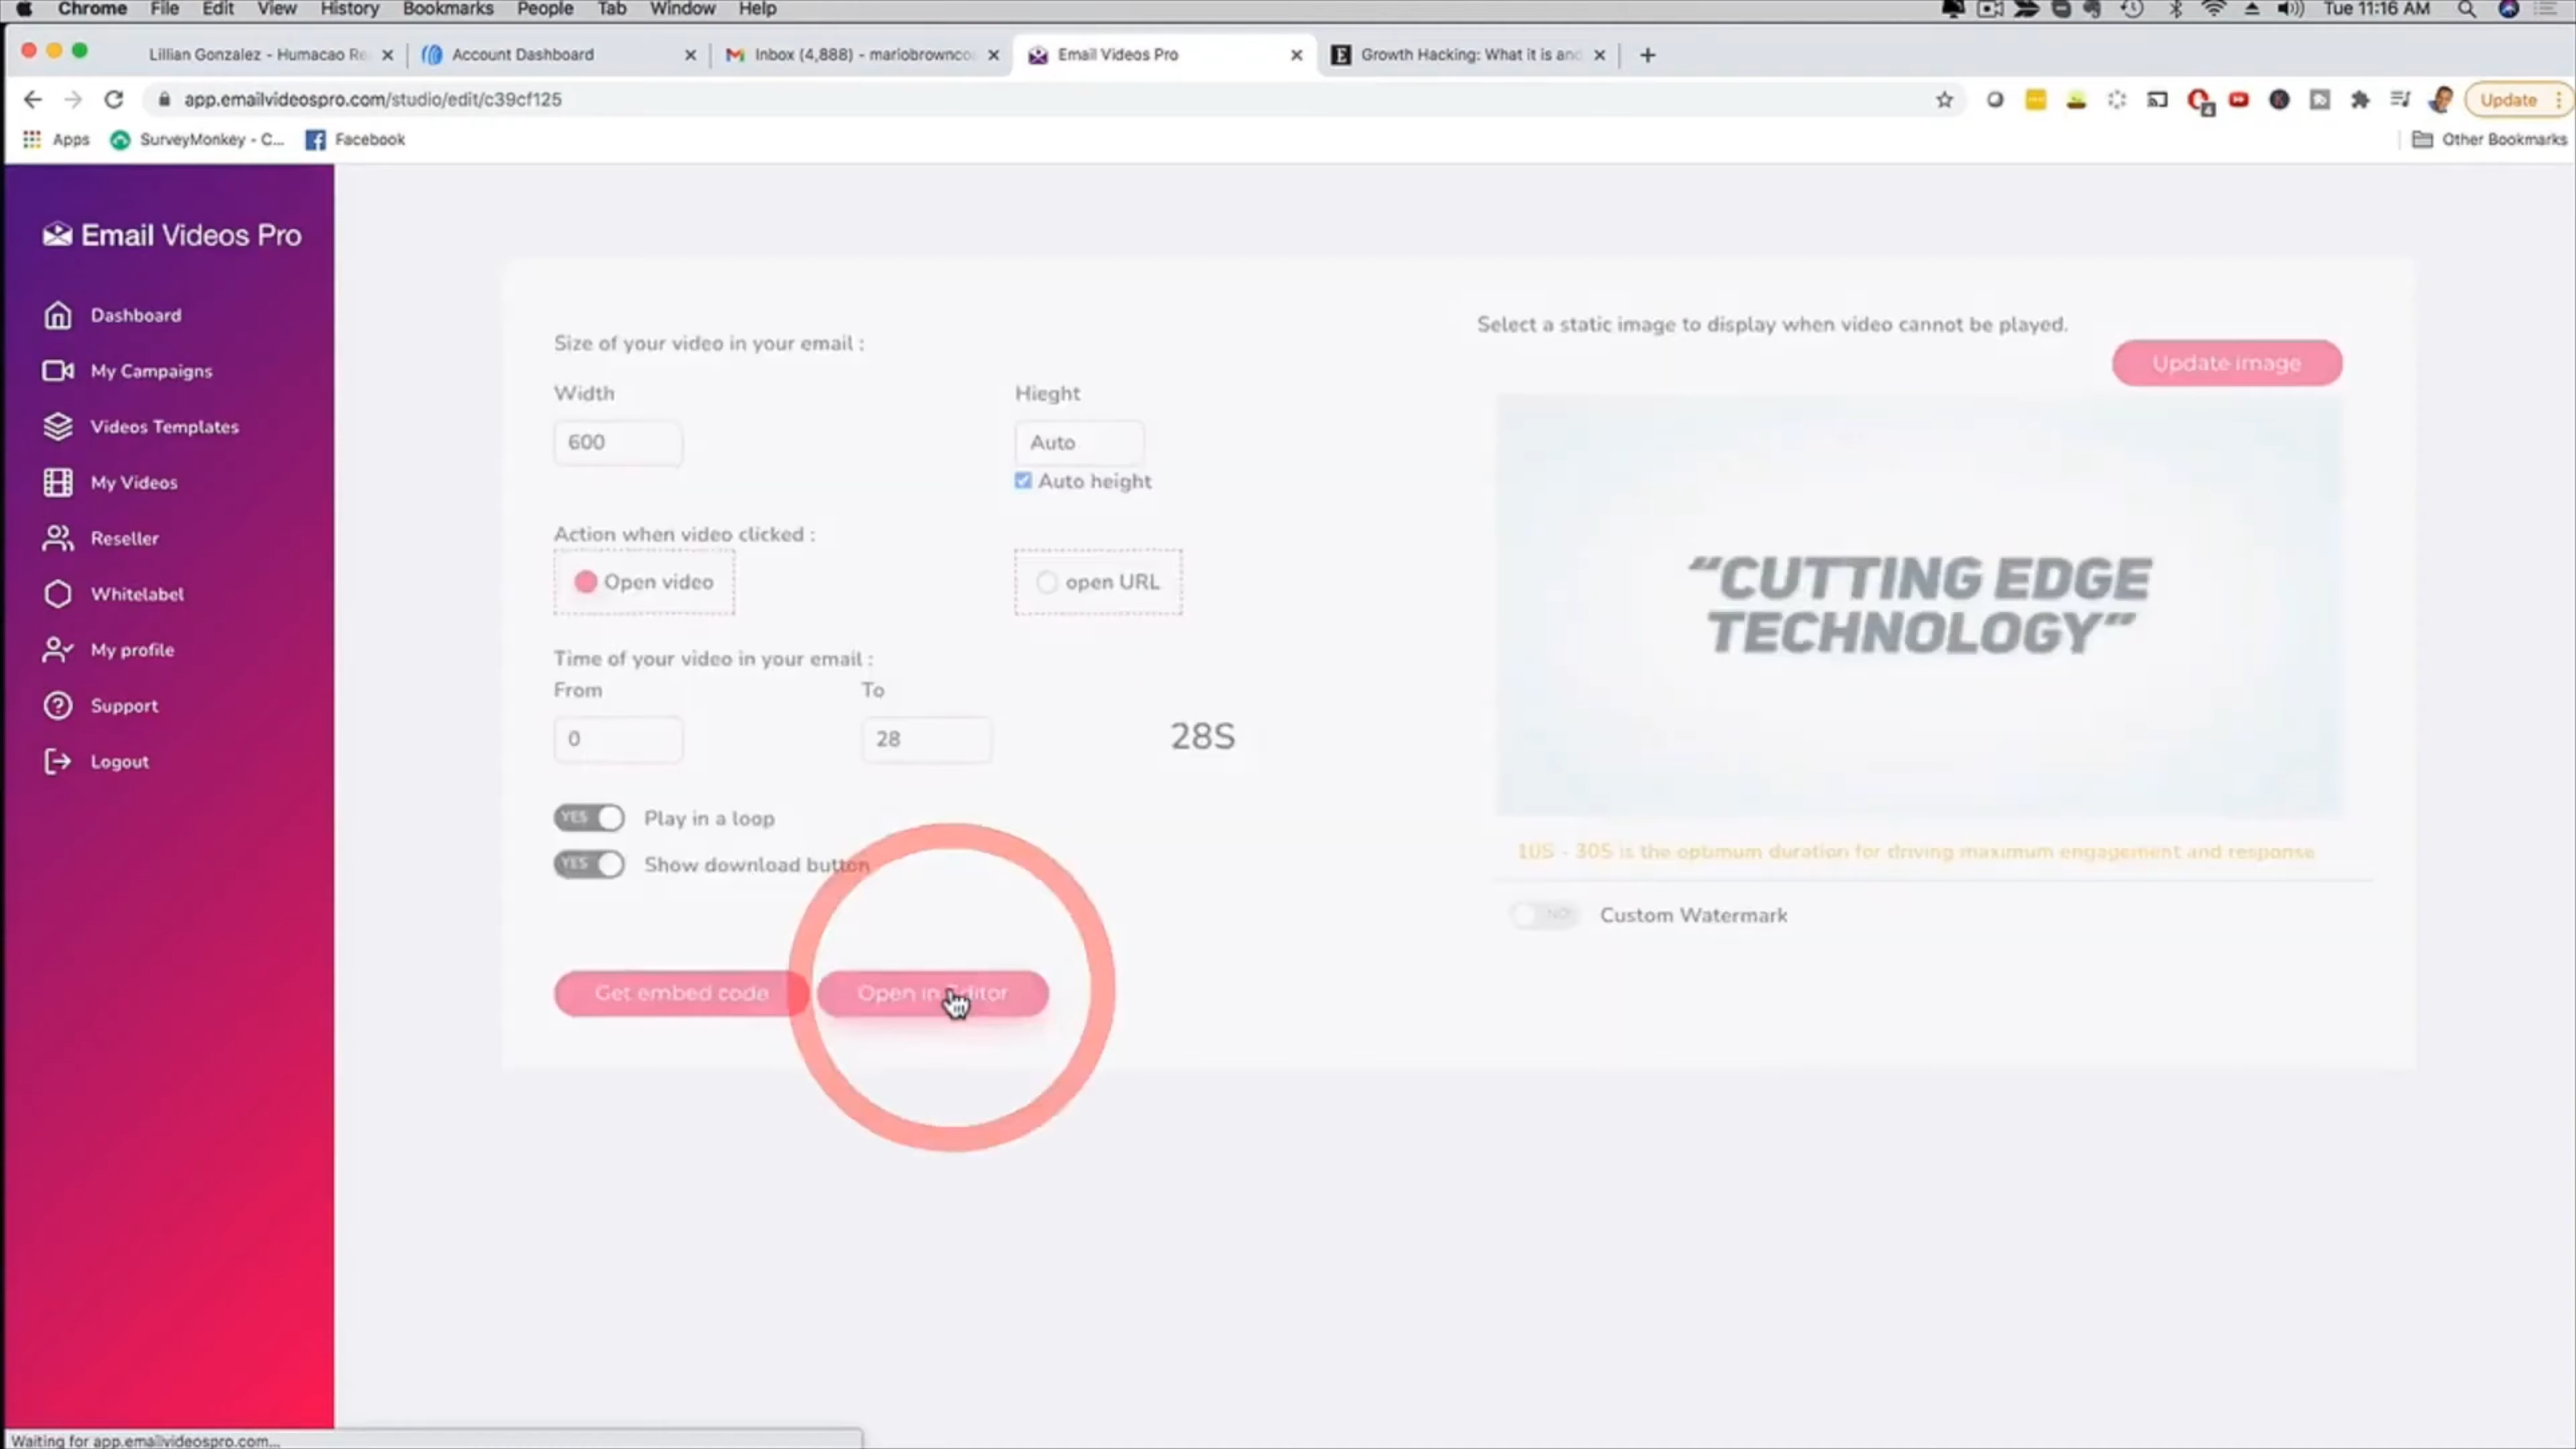 Chrome File Edit View History Bookmarks People Tab Window Help Tue 11:16 AM
Lillian Gonzalez - Humacao Re Account Dashboard Inbox (4,888) - mariobrownco Email Videos Pro Growth Hacking: What it is and
app.emailvideospro.com/studio/edit/c39cf125 Update
Apps SurveyMonkey - C... Facebook Other Bookmarks
Email Videos Pro
Dashboard
My Campaigns
Videos Templates
My Videos
Reseller
Whitelabel
My profile
Support
Logout
Size of your video in your email :
Width Hieght
600 Auto
Auto height
Action when video clicked :
Open video open URL
Time of your video in your email :
From To
0 28 28S
YES Play in a loop
YES Show download button
Get embed code Open in Editor
Select a static image to display when video cannot be played.
Update image
“CUTTING EDGE
TECHNOLOGY”
10S - 30S is the optimum duration for driving maximum engagement and response
NO Custom Watermark
Waiting for app.emailvideospro.com...